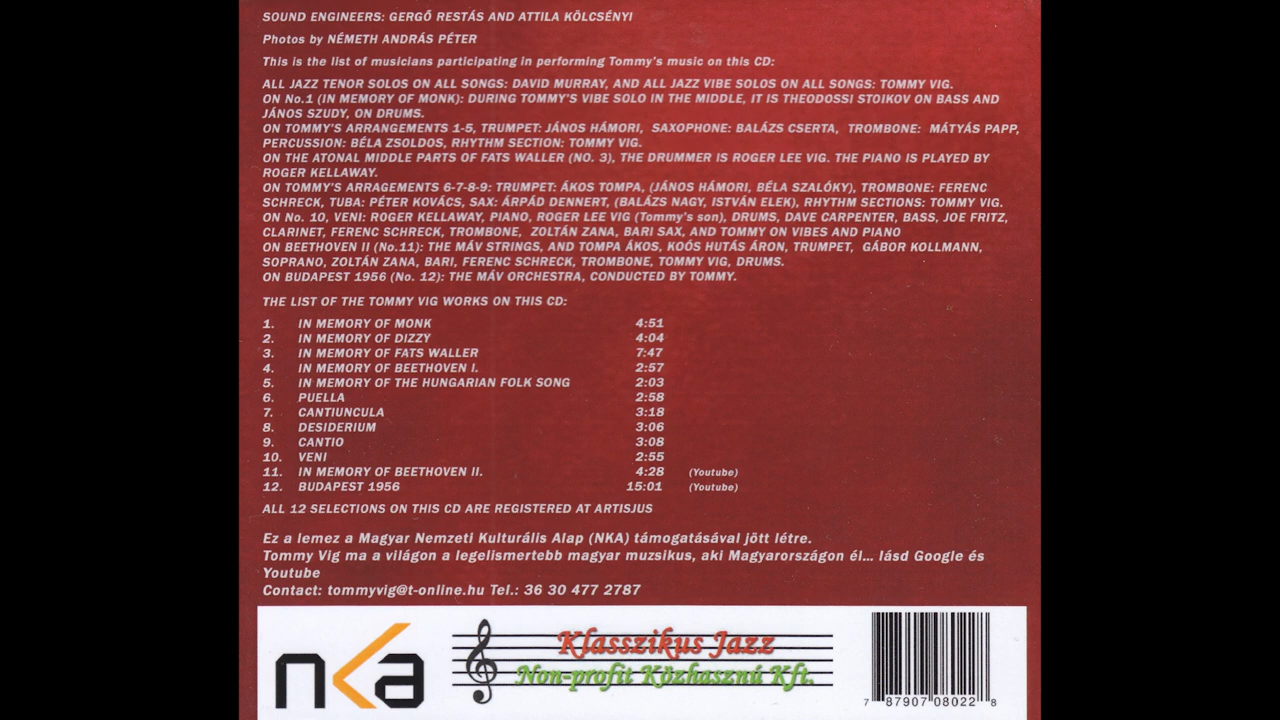 SOUND ENGINEERS: GERGŐ RESTÁS AND ATTILA KÖLCSÉNYI
Photos by NÉMETH ANDRÁS PÉTER
This is the list of musicians participating in performing Tommy's music on this CD:
ALL JAZZ TENOR SOLOS ON ALL SONGS: DAVID MURRAY, AND ALL JAZZ VIBE SOLOS ON ALL SONGS: TOMMY VIG.
ON No.1 (IN MEMORY OF MONK): DURING TOMMY'S VIBE SOLO IN THE MIDDLE, IT IS THEODOSSI STOIKOV ON BASS AND
JÁNOS SZUDY, ON DRUMS.
ON TOMMY'S ARRANGEMENTS 1-5, TRUMPET: JÁNOS HÁMORI, SAXOPHONE: BALÁZS CSERTA, TROMBONE: MÁTYÁS PAPP,
PERCUSSION: BÉLA ZSOLDOS, RHYTHM SECTION: TOMMY VIG.
ON THE ATONAL MIDDLE PARTS OF FATS WALLER (NO. 3), THE DRUMMER IS ROGER LEE VIG. THE PIANO IS PLAYED BY
ROGER KELLAWAY.
ON TOMMY'S ARRAGEMENTS 6-7-8-9: TRUMPET: ÁKOS TOMPA, (JÁNOS HÁMORI, BÉLA SZALÓKY), TROMBONE: FERENC
SCHRECK, TUBA: PÉTER KOVÁCS, SAX: ÁRPÁD DENNERT, (BALÁZS NAGY, ISTVÁN ELEK), RHYTHM SECTIONS: TOMMY VIG.
ON No. 10, VENI: ROGER KELLAWAY, PIANO, ROGER LEE VIG (Tommy's son), DRUMS, DAVE CARPENTER, BASS, JOE FRITZ,
CLARINET, FERENC SCHRECK, TROMBONE, ZOLTÁN ZANA, BARI SAX, AND TOMMY ON VIBES AND PIANO
ON BEETHOVEN II (No.11): THE MÁV STRINGS, AND TOMPA ÁKOS, KOÓS HUTÁS ÁRON, TRUMPET, GÁBOR KOLLMANN,
SOPRANO, ZOLTÁN ZANA, BARI, FERENC SCHRECK, TROMBONE, TOMMY VIG, DRUMS.
ON BUDAPEST 1956 (No. 12): THE MÁV ORCHESTRA, CONDUCTED BY TOMMY.
THE LIST OF THE TOMMY VIG WORKS ON THIS CD:
1. IN MEMORY OF MONK 4:51
2. IN MEMORY OF DIZZY 4:04
3. IN MEMORY OF FATS WALLER 7:47
4. IN MEMORY OF BEETHOVEN I. 2:57
5. IN MEMORY OF THE HUNGARIAN FOLK SONG 2:03
6. PUELLA 2:58
7. CANTIUNCULA 3:18
8. DESIDERIUM 3:06
9. CANTIO 3:08
10. VENI 2:55
11. IN MEMORY OF BEETHOVEN II. 4:28 (Youtube)
12. BUDAPEST 1956 15:01 (Youtube)
ALL 12 SELECTIONS ON THIS CD ARE REGISTERED AT ARTISJUS
Ez a lemez a Magyar Nemzeti Kulturális Alap (NKA) támogatásával jött létre.
Tommy Vig ma a világon a legelismertebb magyar muzsikus, aki Magyarországon él... lásd Google és
Youtube
Contact: tommyvig@t-online.hu Tel.: 36 30 477 2787
nka
Klasszikus Jazz
Non-profit Közhasznú Kft.
7 87907 08022 8